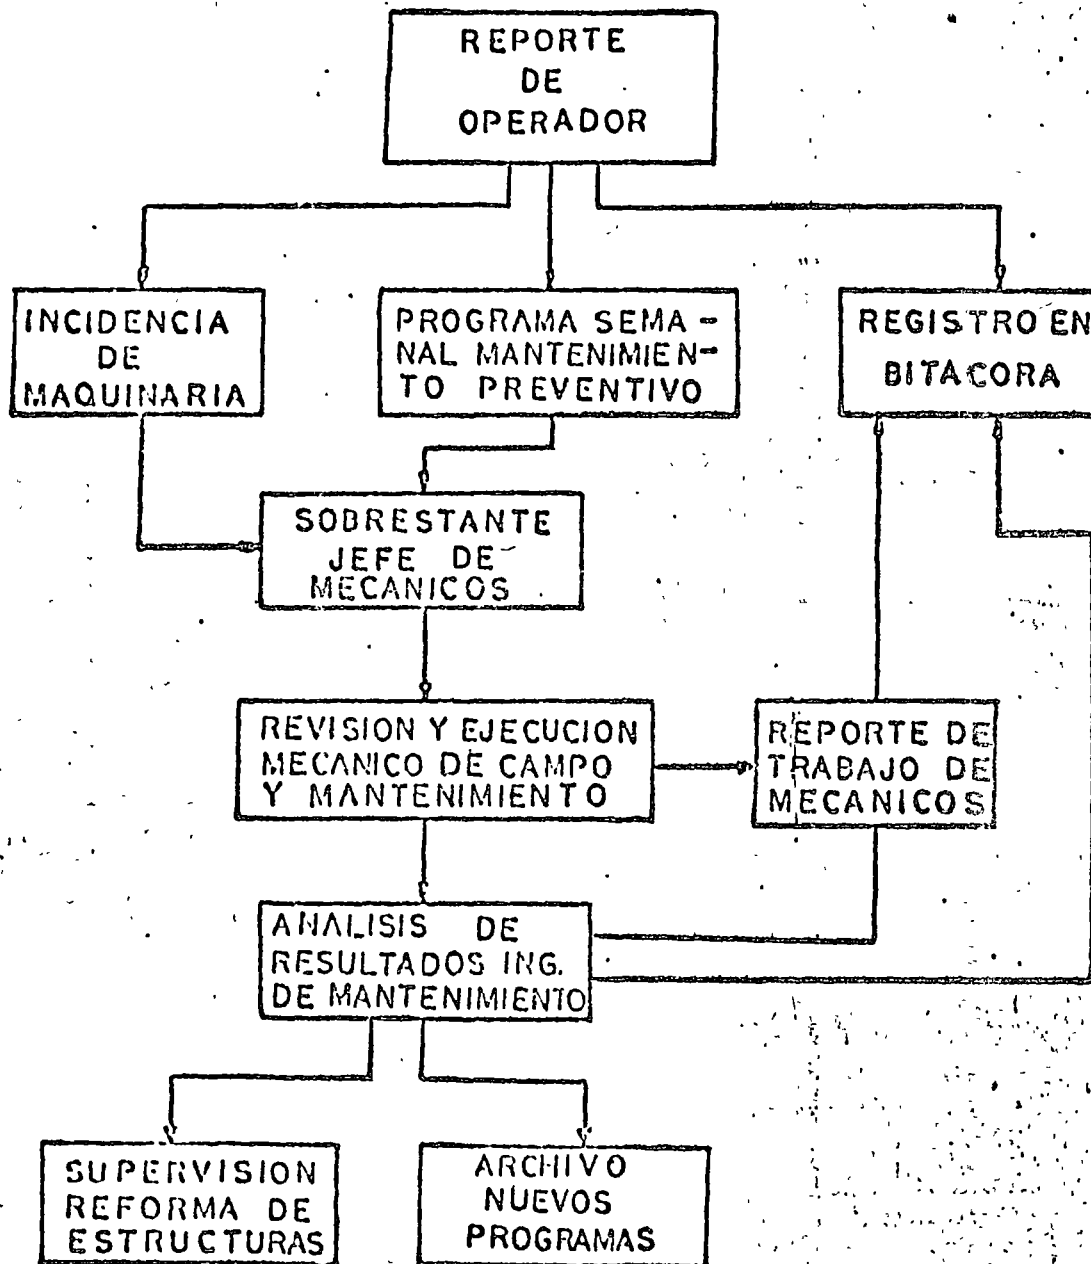 REPORTE
DE
OPERADOR
INCIDENCIA
DE
MAQUINARIA
PROGRAMA SEMA-
NAL MANTENIMIEN-
TO PREVENTIVO
REGISTRO EN
BITACORA
SOBRESTANTE
JEFE DE
MECANICOS
REVISION Y EJECUCION
MECANICO DE CAMPO
Y MANTENIMIENTO
REPORTE DE
TRABAJO DE
MECANICOS
ANALISIS DE
RESULTADOS ING.
DE MANTENIMIENTO
SUPERVISION
REFORMA DE
ESTRUCTURAS
ARCHIVO
NUEVOS
PROGRAMAS